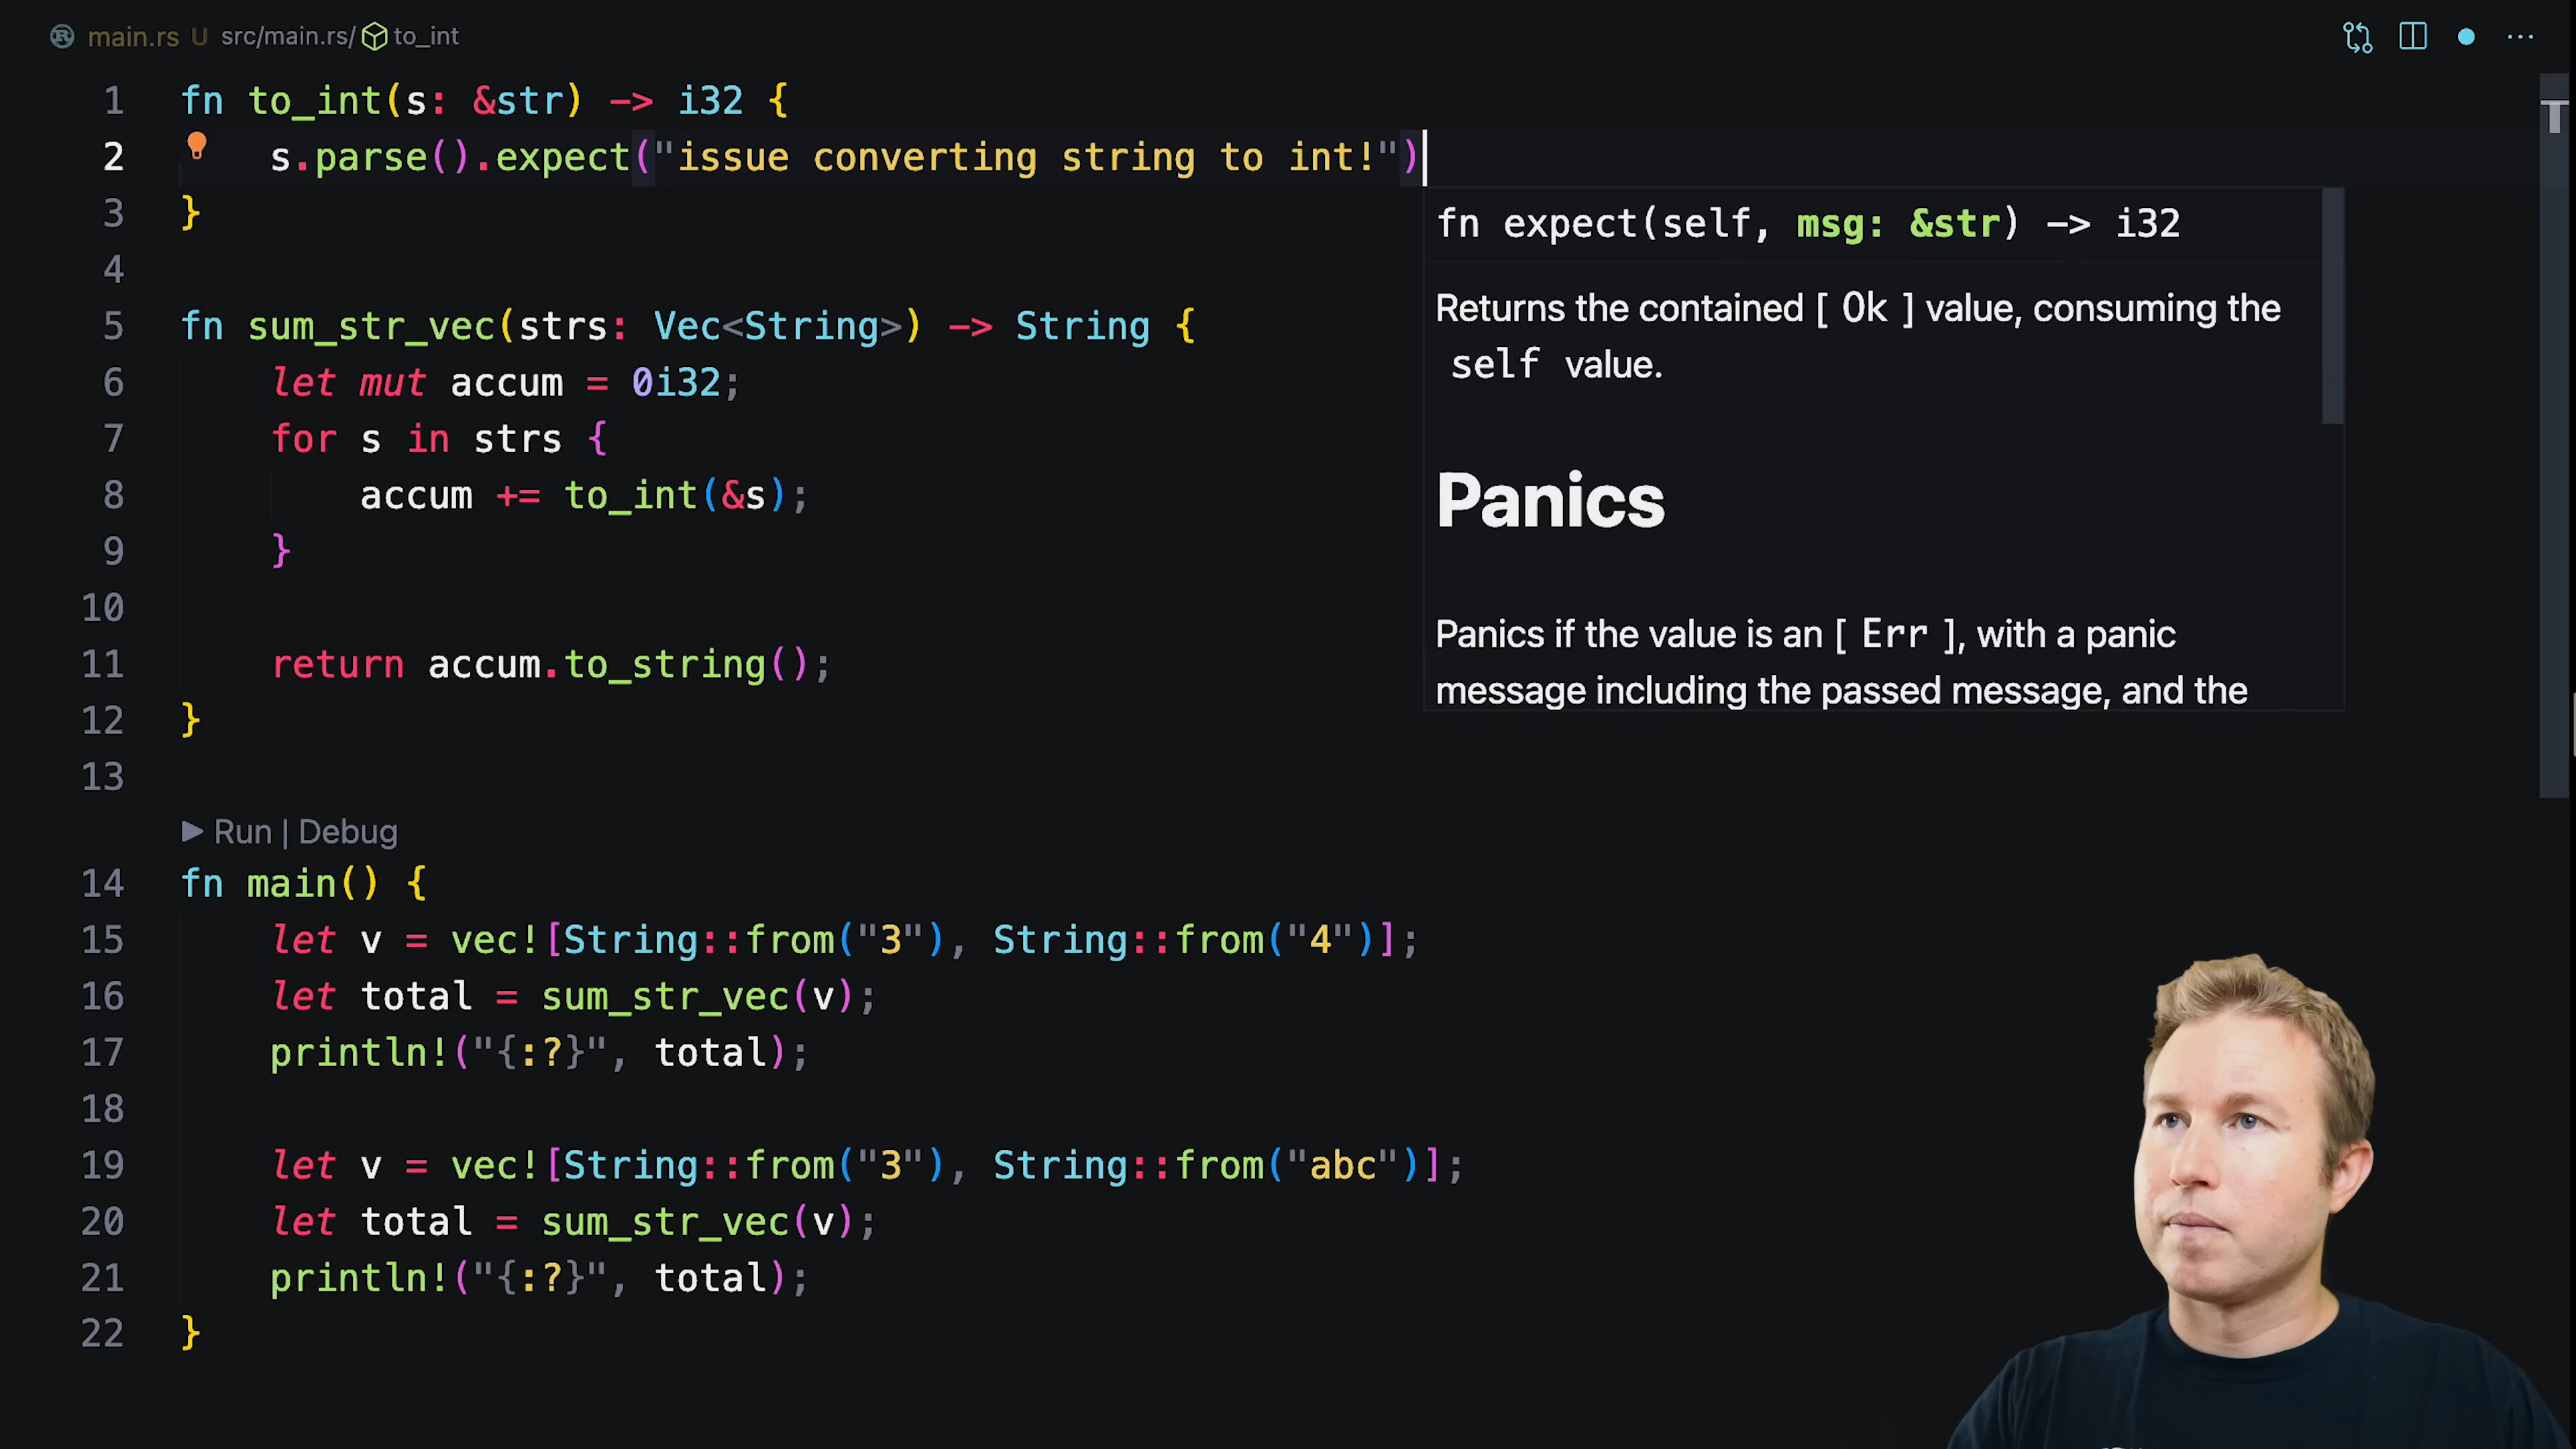 main.rs U src/main.rs/ to_int
1 fn to_int(s: &str) -> i32 {
2 s.parse().expect("issue converting string to int!")
3 }
fn expect(self, msg: &str) -> i32
4
Returns the contained [ Ok ] value, consuming the
self value.
5 fn sum_str_vec(strs: Vec<String>) -> String {
6 let mut accum = 0i32;
7 for s in strs {
8 accum += to_int(&s);
Panics
9 }
10
Panics if the value is an [ Err ], with a panic
message including the passed message, and the
11 return accum.to_string();
12 }
13
Run | Debug
14 fn main() {
15 let v = vec![String::from("3"), String::from("4")];
16 let total = sum_str_vec(v);
17 println!("{:?}", total);
18
19 let v = vec![String::from("3"), String::from("abc")];
20 let total = sum_str_vec(v);
21 println!("{:?}", total);
22 }